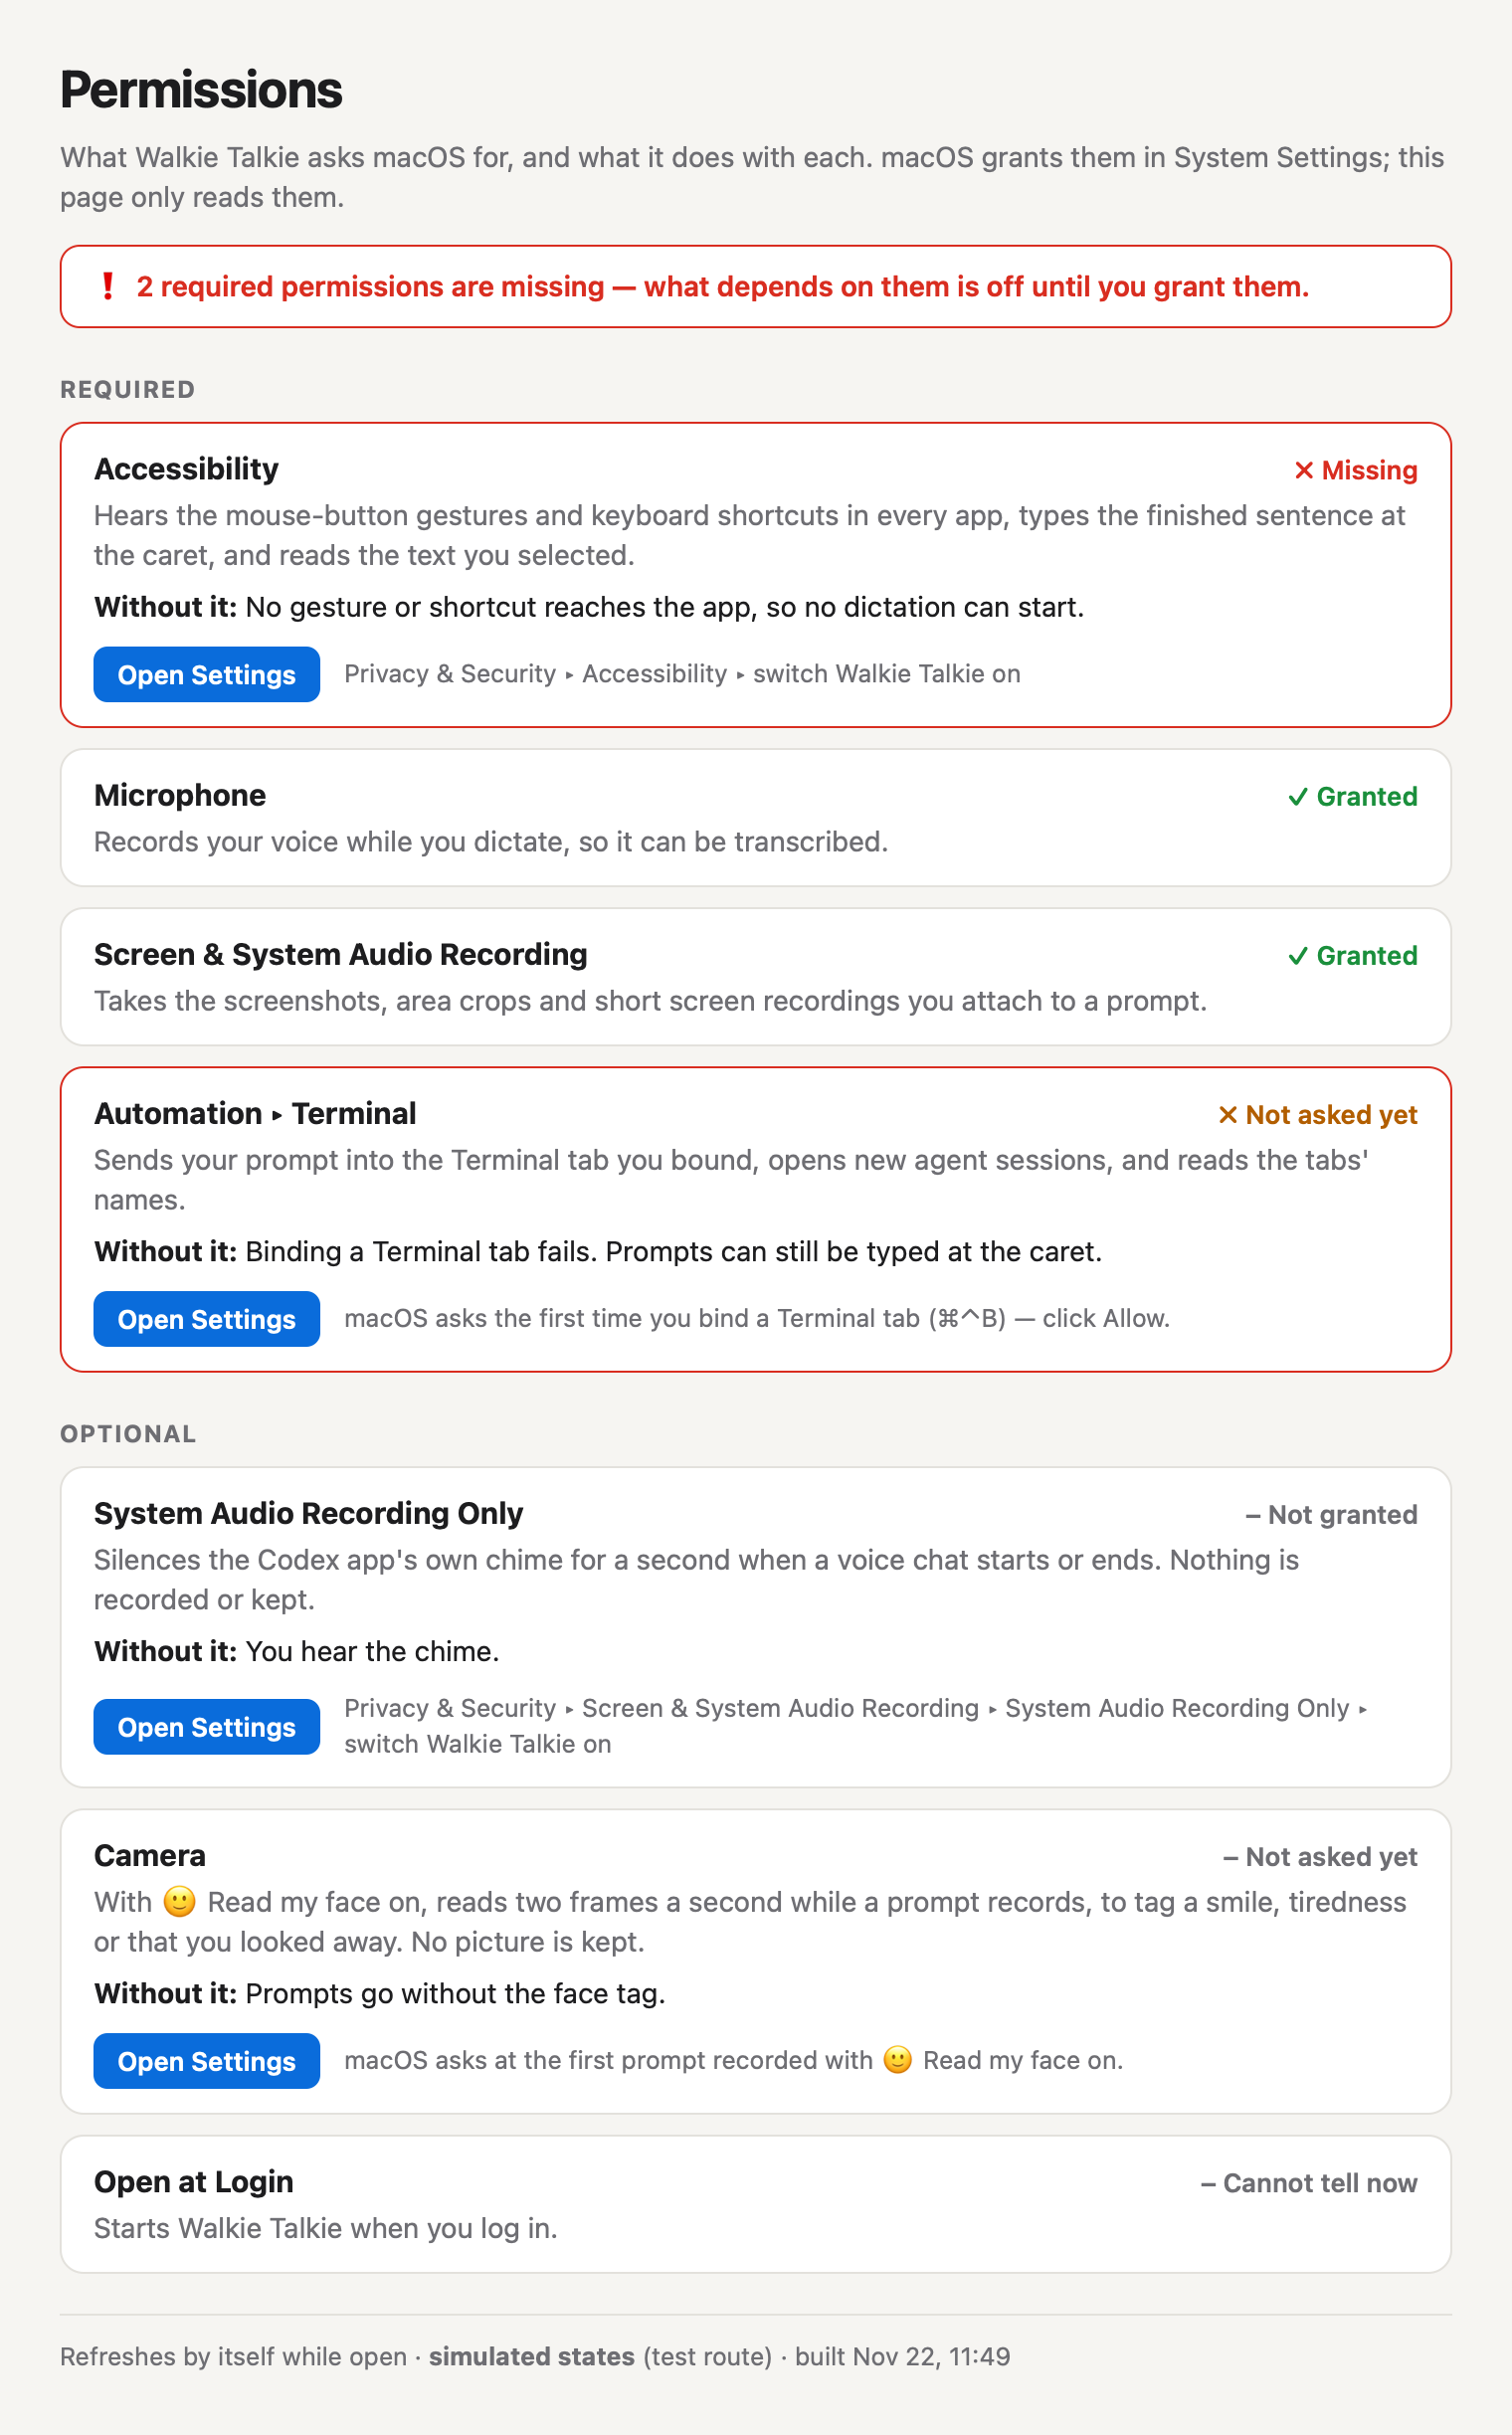 Permissions
What Walkie Talkie asks macOS for, and what it does with each. macOS grants them in System Settings; this
page only reads them.
❗ 2 required permissions are missing — what depends on them is off until you grant them.
REQUIRED
Accessibility
✕ Missing
Hears the mouse-button gestures and keyboard shortcuts in every app, types the finished sentence at
the caret, and reads the text you selected.
Without it: No gesture or shortcut reaches the app, so no dictation can start.
Open Settings
Privacy & Security ▸ Accessibility ▸ switch Walkie Talkie on
Microphone
✓ Granted
Records your voice while you dictate, so it can be transcribed.
Screen & System Audio Recording
✓ Granted
Takes the screenshots, area crops and short screen recordings you attach to a prompt.
Automation ▸ Terminal
✕ Not asked yet
Sends your prompt into the Terminal tab you bound, opens new agent sessions, and reads the tabs'
names.
Without it: Binding a Terminal tab fails. Prompts can still be typed at the caret.
Open Settings
macOS asks the first time you bind a Terminal tab (⌘^B) — click Allow.
OPTIONAL
System Audio Recording Only
– Not granted
Silences the Codex app's own chime for a second when a voice chat starts or ends. Nothing is
recorded or kept.
Without it: You hear the chime.
Open Settings
Privacy & Security ▸ Screen & System Audio Recording ▸ System Audio Recording Only ▸
switch Walkie Talkie on
Camera
– Not asked yet
With 🙂 Read my face on, reads two frames a second while a prompt records, to tag a smile, tiredness
or that you looked away. No picture is kept.
Without it: Prompts go without the face tag.
Open Settings
macOS asks at the first prompt recorded with 🙂 Read my face on.
Open at Login
– Cannot tell now
Starts Walkie Talkie when you log in.
Refreshes by itself while open · simulated states (test route) · built Nov 22, 11:49